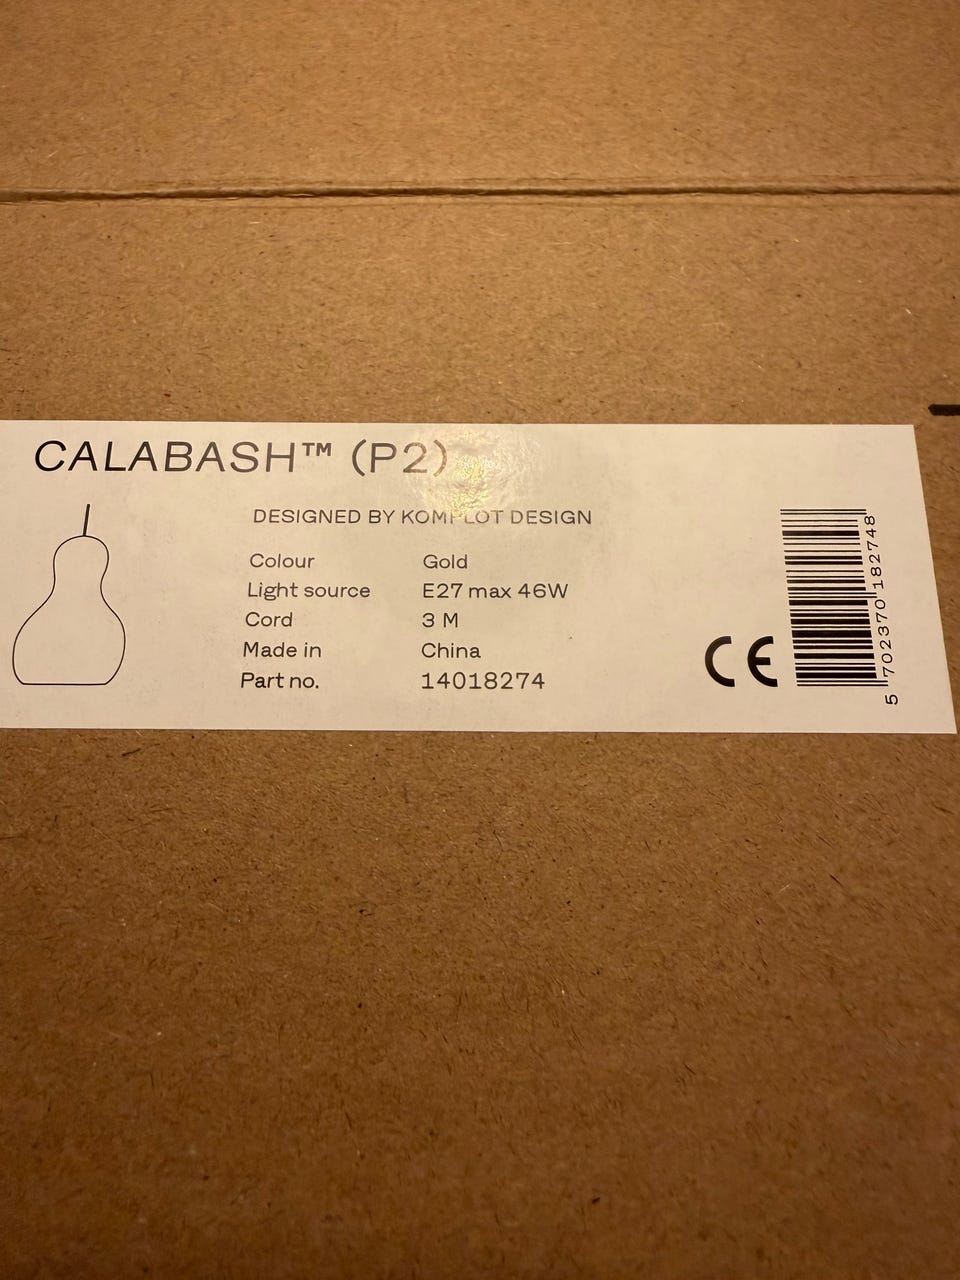 CALABASH™ (P2)
DESIGNED BY KOMPLOT DESIGN
Colour Gold
Light source E27 max 46W
Cord 3 M
Made in China
Part no. 14018274
CE
5 702370 182748